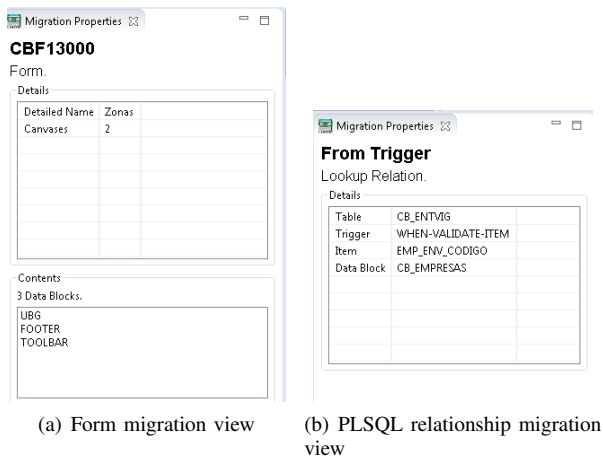 Migration Properties
CBF13000
Form.
Details
Detailed Name Zonas
Canvases 2
Contents
3 Data Blocks.
UBG
FOOTER
TOOLBAR
(a) Form migration view
Migration Properties
From Trigger
Lookup Relation.
Details
Table CB_ENTVIG
Trigger WHEN-VALIDATE-ITEM
Item EMP_ENV_CODIGO
Data Block CB_EMPRESAS
(b) PLSQL relationship migration
view